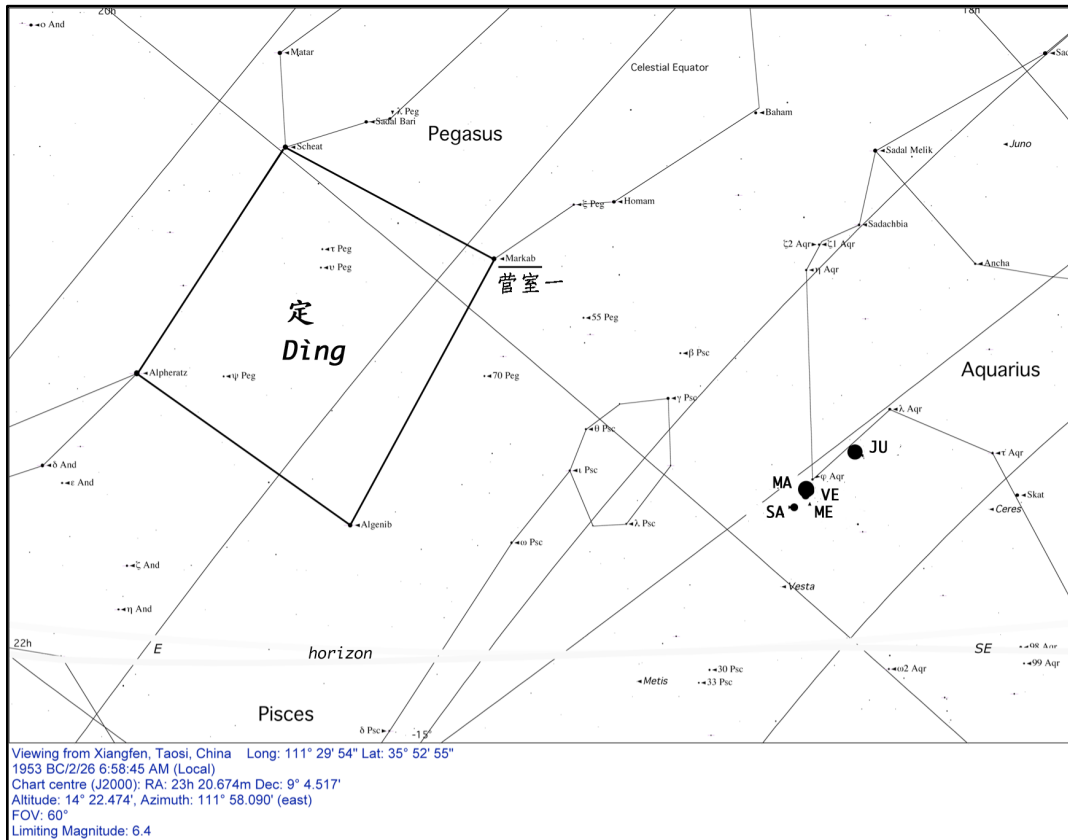 20h
18h
ο And
Matar
Sad
Celestial Equator
λ Peg
Sadal Bari
Baham
Pegasus
Scheat
Sadal Melik
Juno
ξ Peg
Homam
Sadachbia
τ Peg
ζ2 Aqr
ζ1 Aqr
Markab
υ Peg
η Aqr
Ancha
營室一
定
55 Peg
Dìng
β Psc
Alpheratz
ψ Peg
70 Peg
Aquarius
γ Psc
λ Aqr
θ Psc
JU
δ And
ι Psc
τ Aqr
ε And
φ Aqr
MA
VE
Skat
SA
ME
Ceres
Algenib
λ Psc
ω Psc
ζ And
Vesta
η And
22h
E
horizon
SE
98 Aqr
30 Psc
ω2 Aqr
99 Aqr
Metis
33 Psc
Pisces
δ Psc
-15°
Viewing from Xiangfen, Taosi, China Long: 111° 29' 54" Lat: 35° 52' 55"
1953 BC/2/26 6:58:45 AM (Local)
Chart centre (J2000): RA: 23h 20.674m Dec: 9° 4.517'
Altitude: 14° 22.474', Azimuth: 111° 58.090' (east)
FOV: 60°
Limiting Magnitude: 6.4